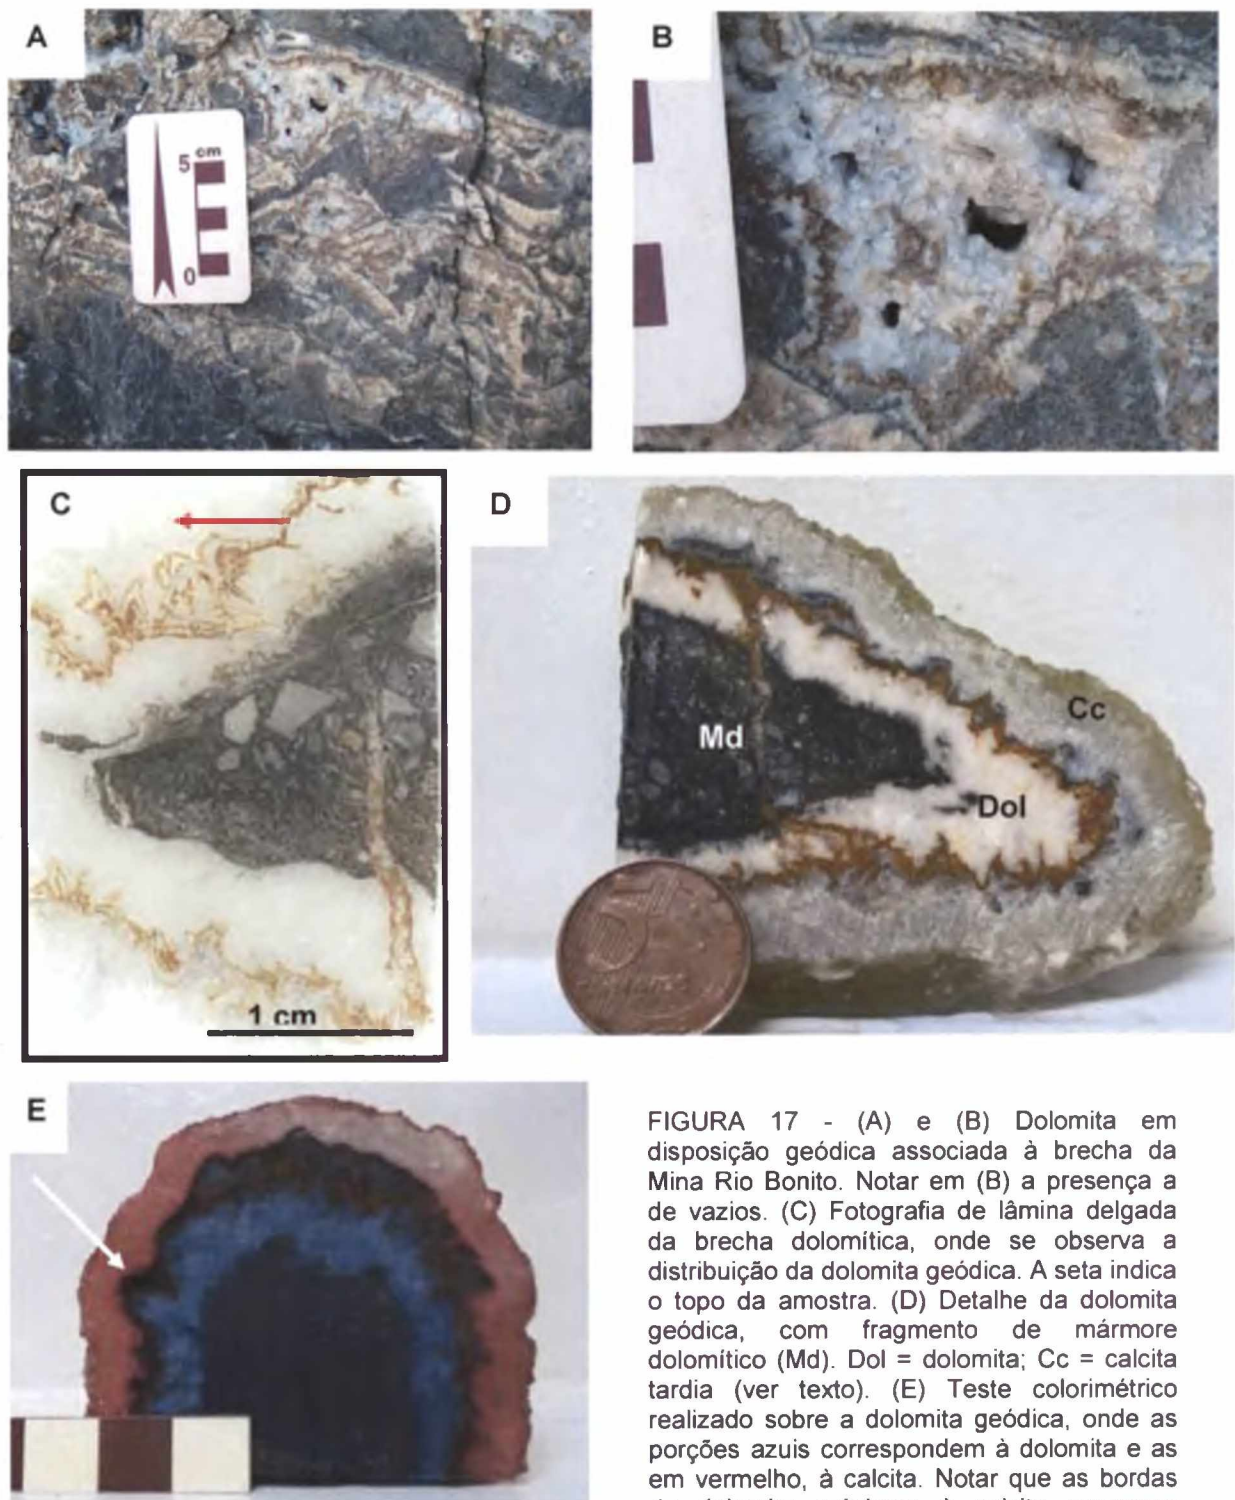 A
5 cm
0
B
C
1 cm
D
Md
Dol
Cc
5
E
FIGURA 17 - (A) e (B) Dolomita em
disposição geódica associada à brecha da
Mina Rio Bonito. Notar em (B) a presença a
de vazios. (C) Fotografia de lâmina delgada
da brecha dolomítica, onde se observa a
distribuição da dolomita geódica. A seta indica
o topo da amostra. (D) Detalhe da dolomita
geódica, com fragmento de mármore
dolomítico (Md). Dol = dolomita; Cc = calcita
tardia (ver texto). (E) Teste colorimétrico
realizado sobre a dolomita geódica, onde as
porções azuis correspondem à dolomita e as
em vermelho, à calcita. Notar que as bordas